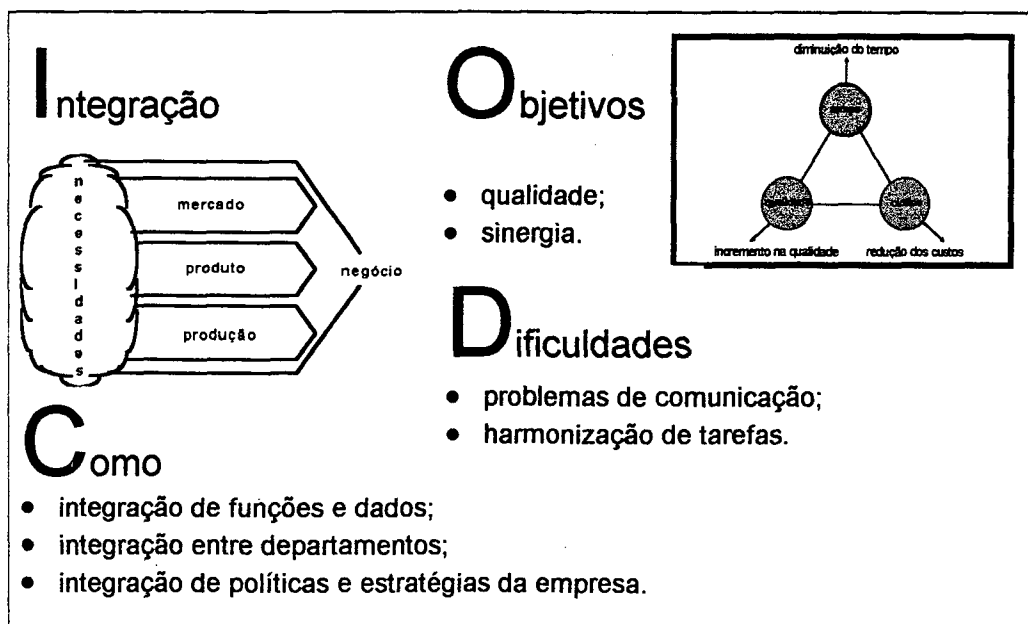 Integração
necessidades
mercado
produto
produção
negócio
Objetivos
• qualidade;
• sinergia.
diminuição do tempo
incremento na qualidade
redução dos custos
Dificuldades
• problemas de comunicação;
• harmonização de tarefas.
Como
• integração de funções e dados;
• integração entre departamentos;
• integração de políticas e estratégias da empresa.